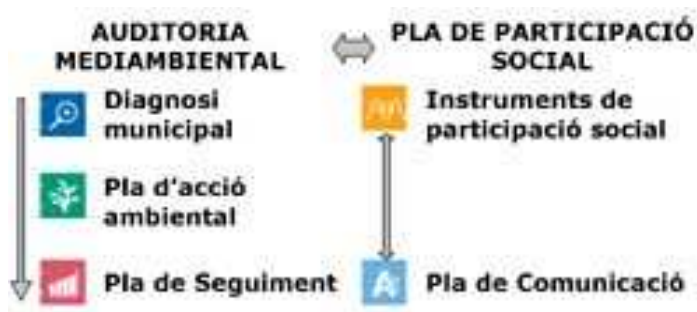 AUDITORIA
MEDIAMBIENTAL
Diagnosi
municipal
Pla d'acció
ambiental
Pla de Seguiment
PLA DE PARTICIPACIÓ
SOCIAL
Instruments de
participació social
Pla de Comunicació